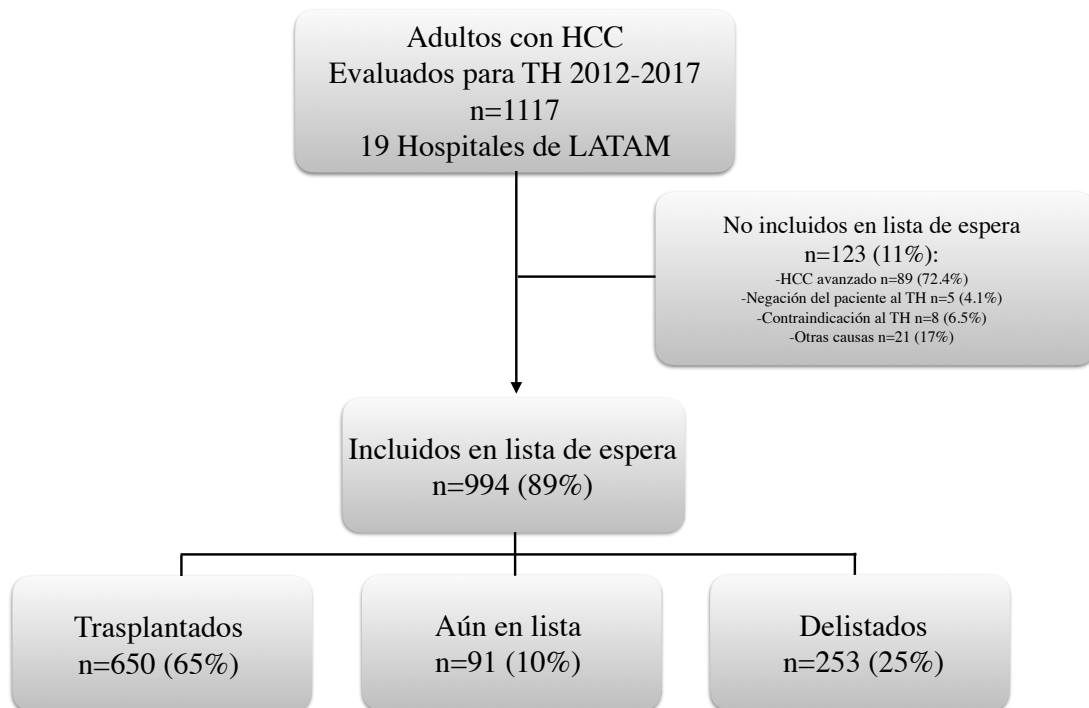 Adultos con HCC
Evaluados para TH 2012-2017
n=1117
19 Hospitales de LATAM
No incluidos en lista de espera
n=123 (11%):
-HCC avanzado n=89 (72.4%)
-Negación del paciente al TH n=5 (4.1%)
-Contraindicación al TH n=8 (6.5%)
-Otras causas n=21 (17%)
Incluidos en lista de espera
n=994 (89%)
Trasplantados
n=650 (65%)
Aún en lista
n=91 (10%)
Delistados
n=253 (25%)